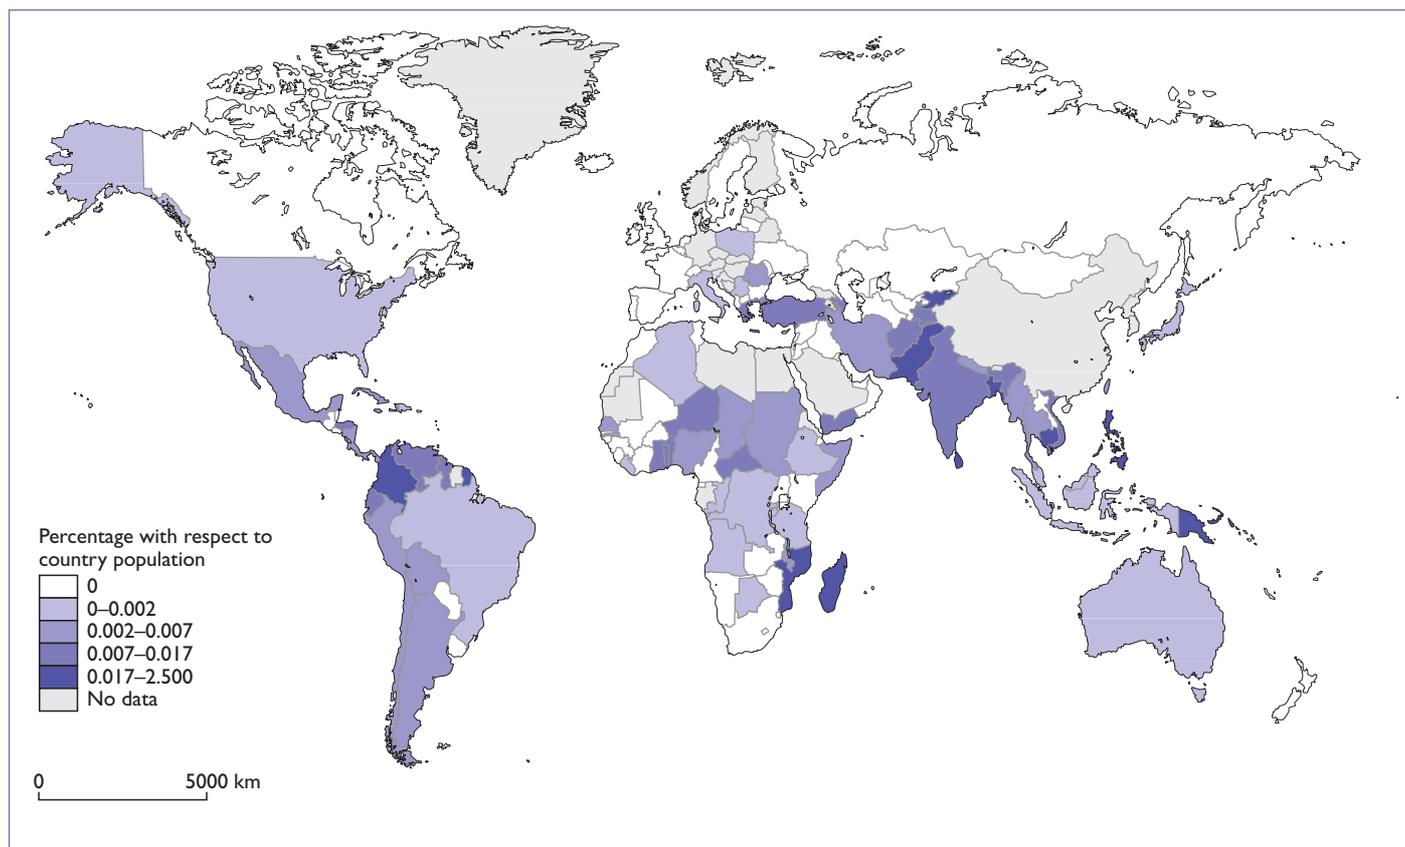 Percentage with respect to
country population
0
0–0.002
0.002–0.007
0.007–0.017
0.017–2.500
No data
0 5000 km